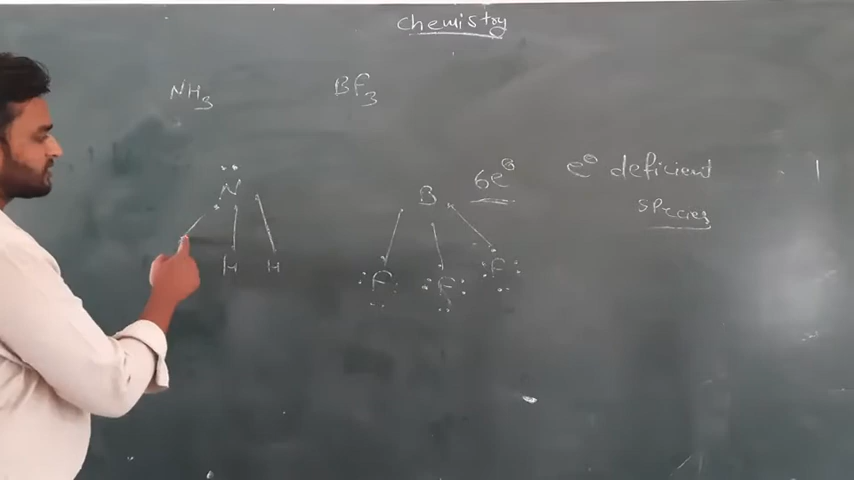 Chemistry
NH3 BF3
N
H H
B 6e⊖
F F F
e⊖ deficient
species